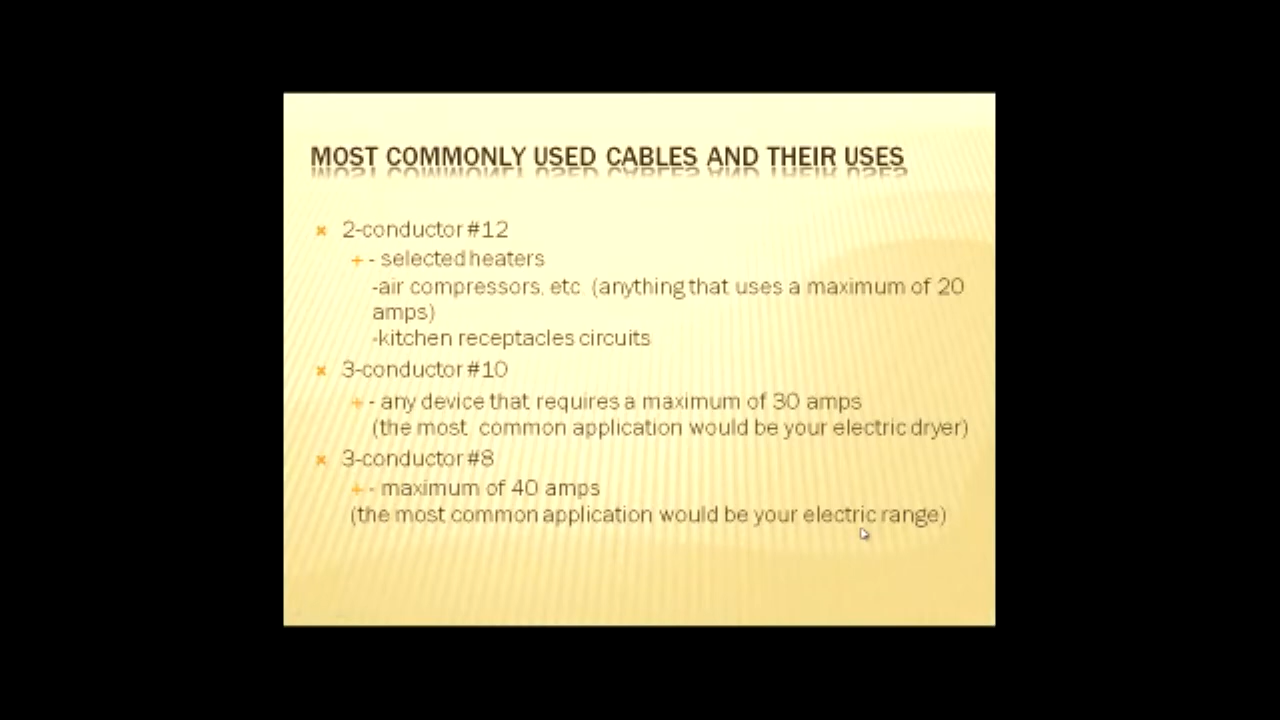 MOST COMMONLY USED CABLES AND THEIR USES
2-conductor #12
- selected heaters
-air compressors, etc. (anything that uses a maximum of 20
amps)
-kitchen receptacles circuits
3-conductor #10
- any device that requires a maximum of 30 amps
(the most common application would be your electric dryer)
3-conductor #8
- maximum of 40 amps
(the most common application would be your electric range)